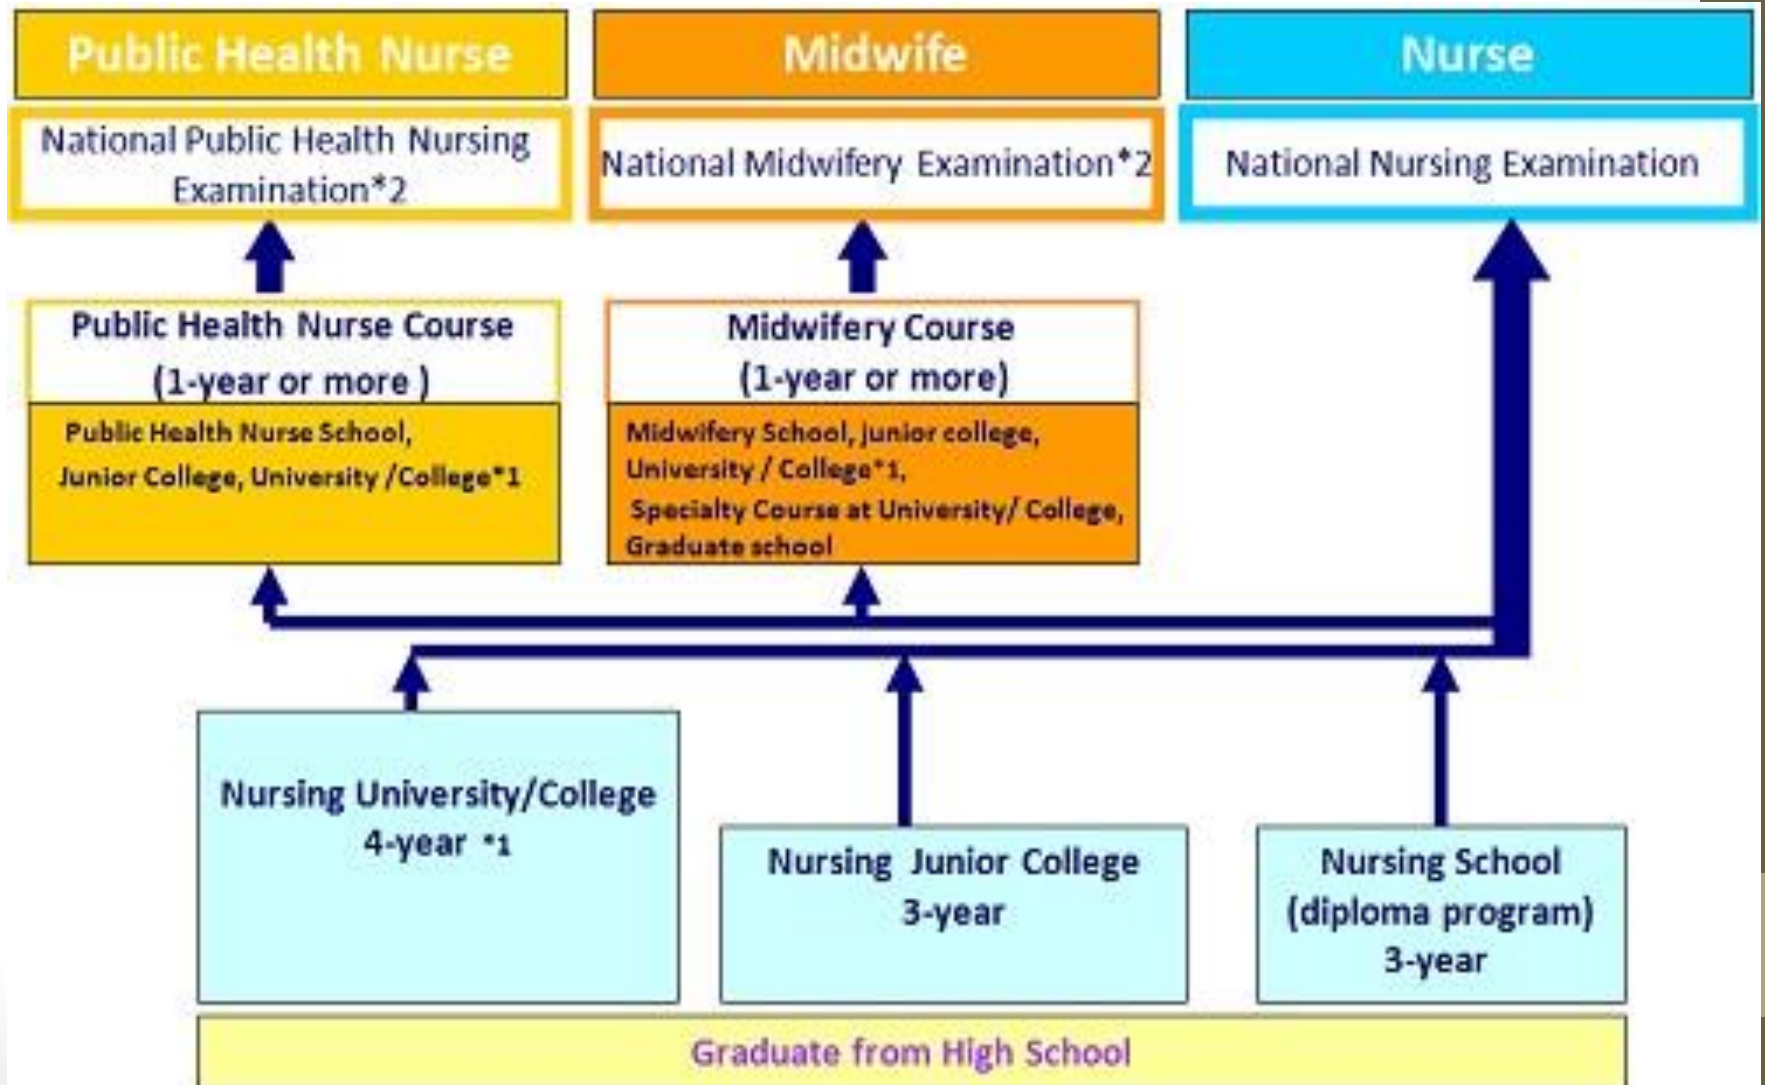 Public Health Nurse
Midwife
Nurse
National Public Health Nursing
Examination*2
National Midwifery Examination*2
National Nursing Examination
Public Health Nurse Course
(1-year or more )
Midwifery Course
(1-year or more)
Public Health Nurse School,
Junior College, University /College*1
Midwifery School, junior college,
University / College*1,
Specialty Course at University/ College,
Graduate school
Nursing University/College
4-year *1
Nursing Junior College
3-year
Nursing School
(diploma program)
3-year
Graduate from High School